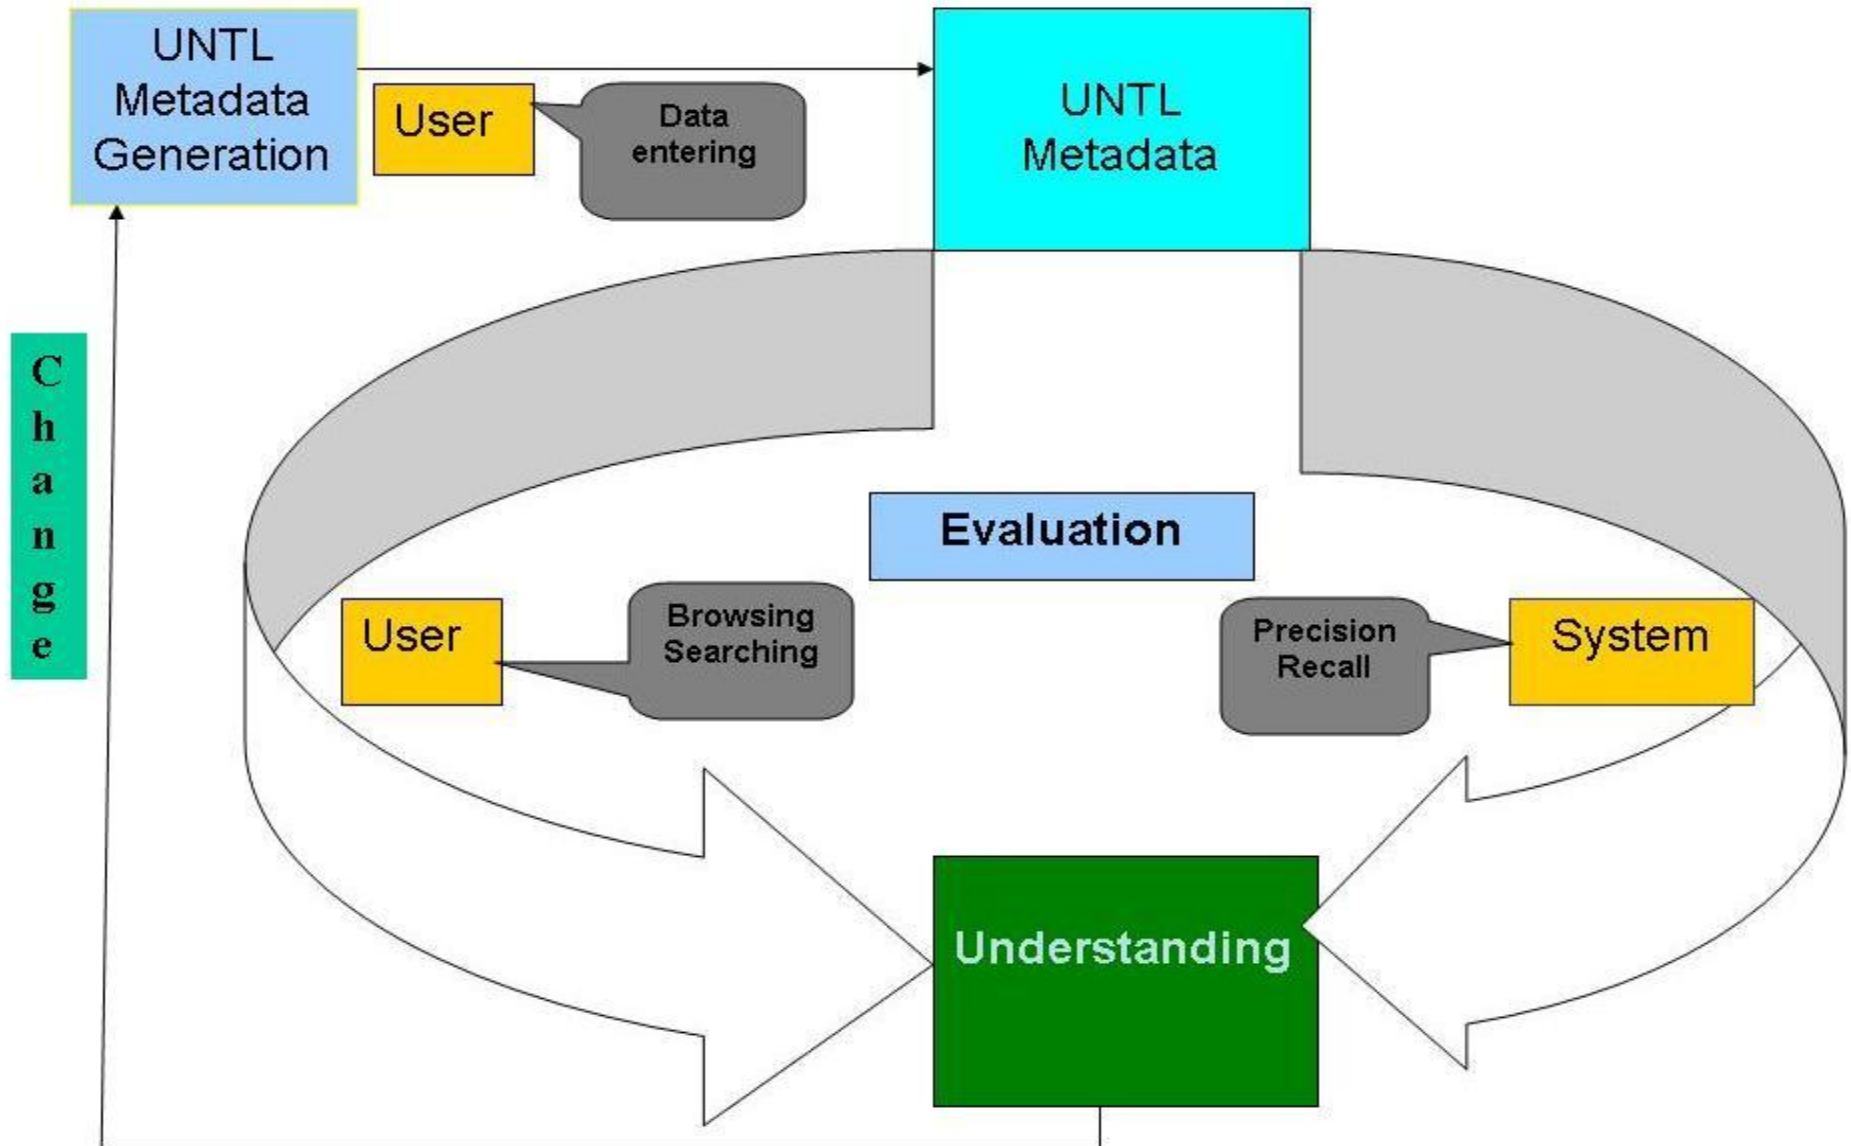 UNTL
Metadata
Generation
User
Data
entering
UNTL
Metadata
C
h
a
n
g
e
Evaluation
User
Browsing
Searching
Precision
Recall
System
Understanding